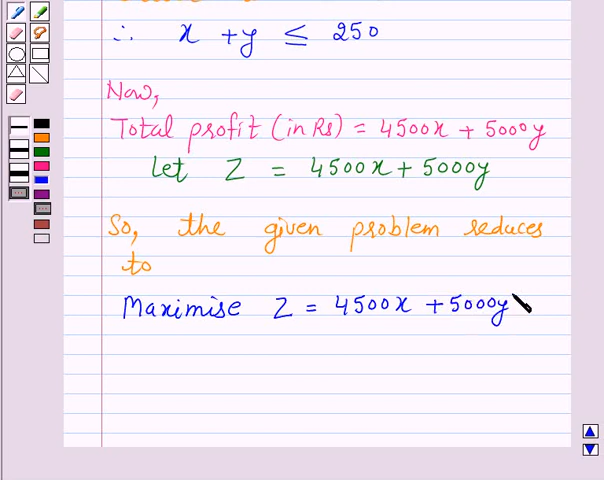 ∴ x + y ≤ 250
Now,
Total profit (in Rs) = 4500x + 5000y
Let Z = 4500x + 5000y
So, the given problem reduces
to
Maximise Z = 4500x + 5000y